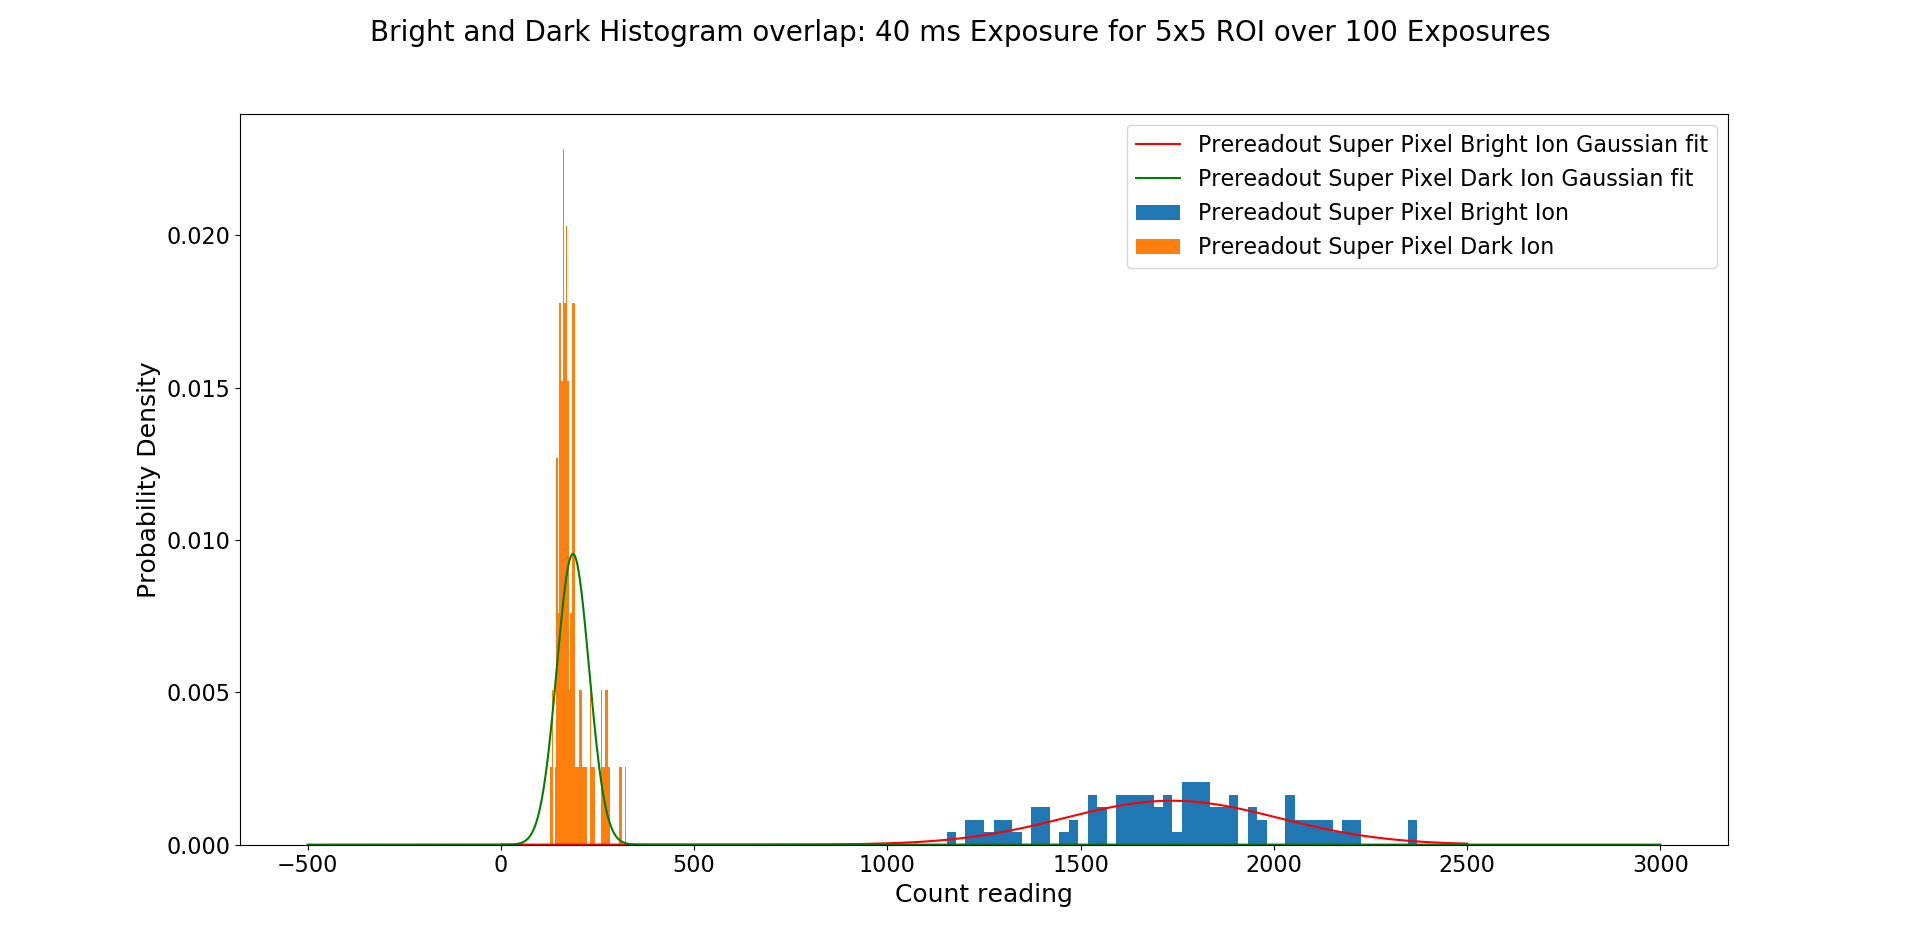 Bright and Dark Histogram overlap: 40 ms Exposure for 5x5 ROI over 100 Exposures
Prereadout Super Pixel Bright Ion Gaussian fit
Prereadout Super Pixel Dark Ion Gaussian fit
Prereadout Super Pixel Bright Ion
Prereadout Super Pixel Dark Ion
Probability Density
0.020
0.015
0.010
0.005
0.000
−500 0 500 1000 1500 2000 2500 3000
Count reading